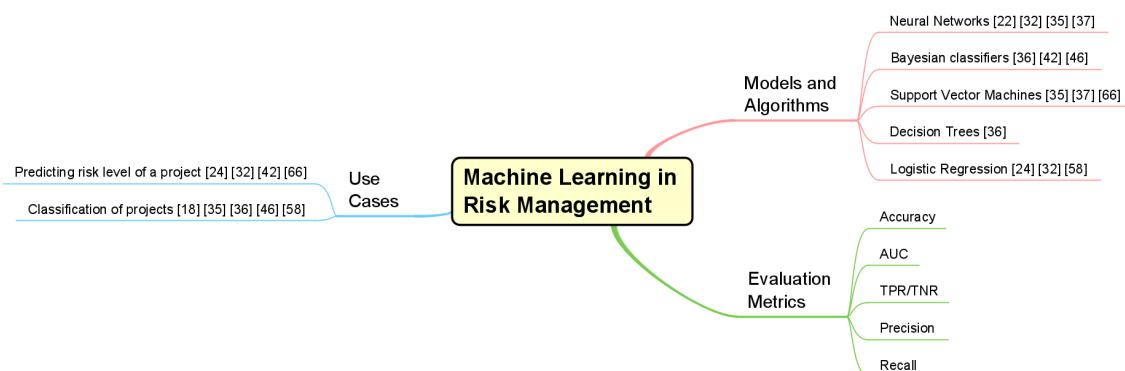 Machine Learning in
Risk Management
Use
Cases
Predicting risk level of a project [24] [32] [42] [66]
Classification of projects [18] [35] [36] [46] [58]
Models and
Algorithms
Neural Networks [22] [32] [35] [37]
Bayesian classifiers [36] [42] [46]
Support Vector Machines [35] [37] [66]
Decision Trees [36]
Logistic Regression [24] [32] [58]
Evaluation
Metrics
Accuracy
AUC
TPR/TNR
Precision
Recall